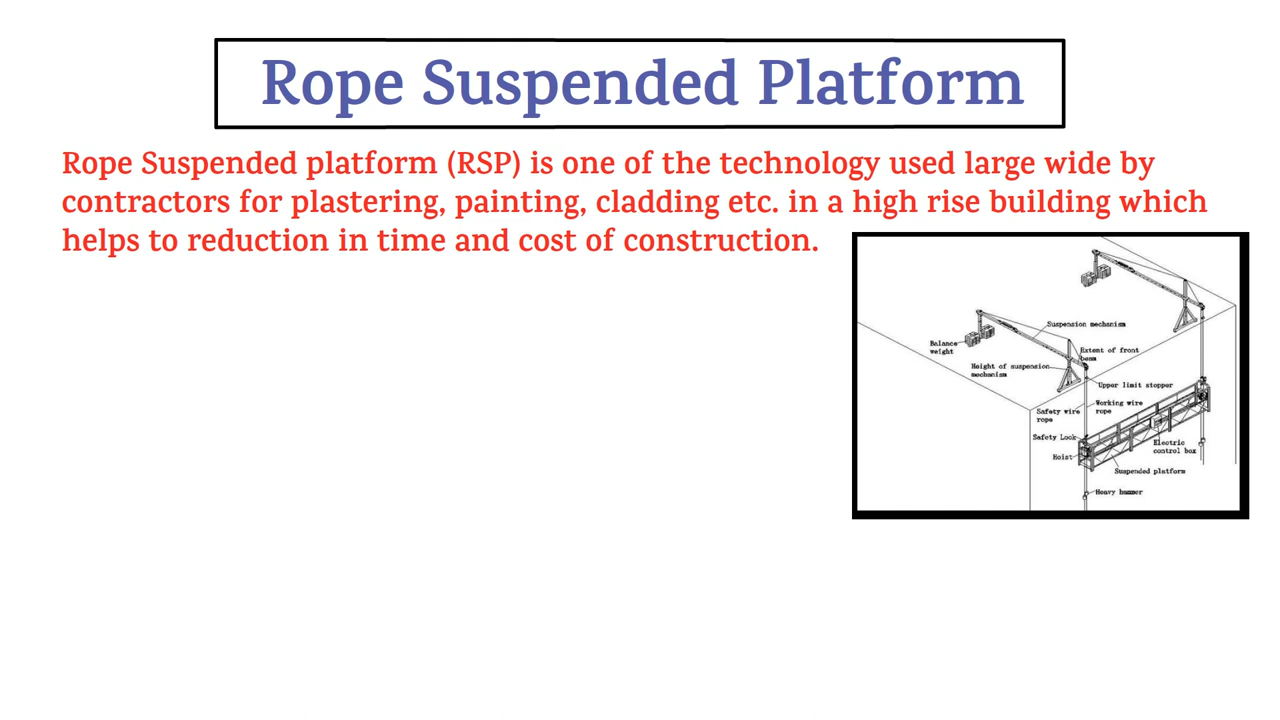 Rope Suspended Platform
Rope Suspended platform (RSP) is one of the technology used large wide by
contractors for plastering, painting, cladding etc. in a high rise building which
helps to reduction in time and cost of construction.
Suspension mechanism
Balance
weight
Extent of front
beam
Height of suspension
mechanism
Upper limit stopper
Working wire
rope
Safety wire
rope
Safety Lock
Electric
control box
Hoist
Suspended platform
Heavy hammer